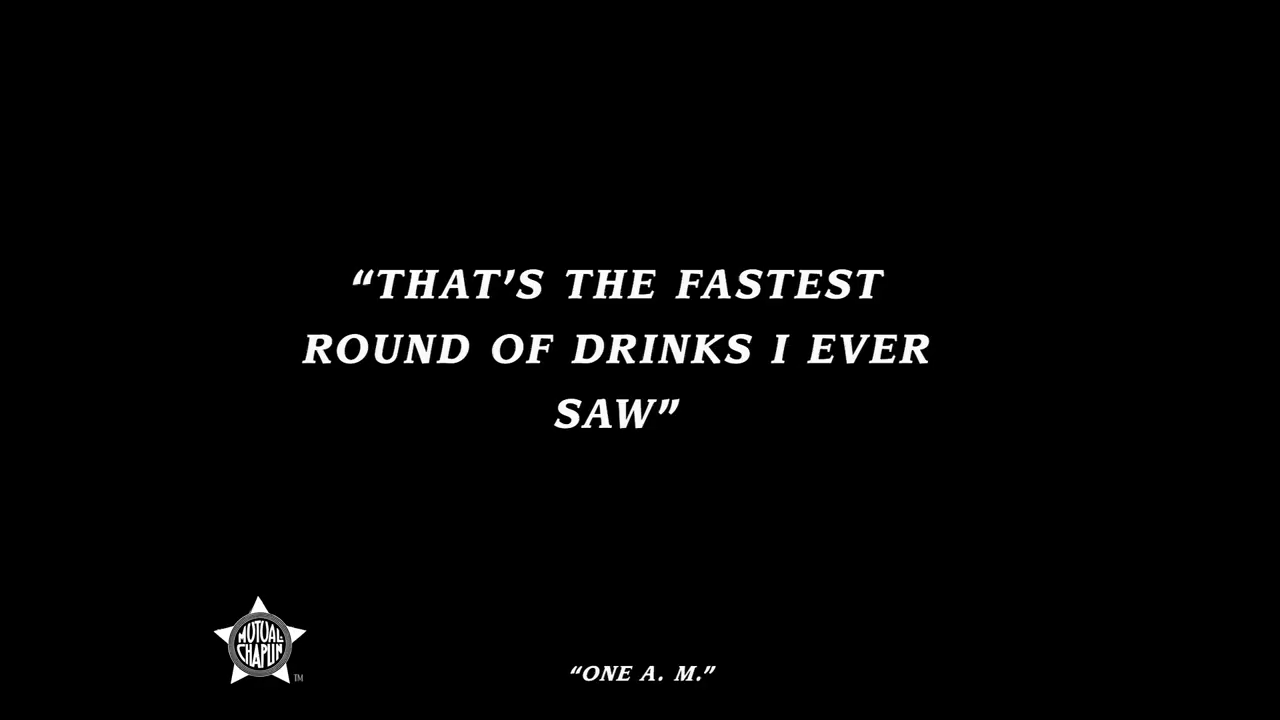 “THAT’S THE FASTEST
ROUND OF DRINKS I EVER
SAW”
MUTUAL
CHAPLIN
TM
“ONE A. M.”